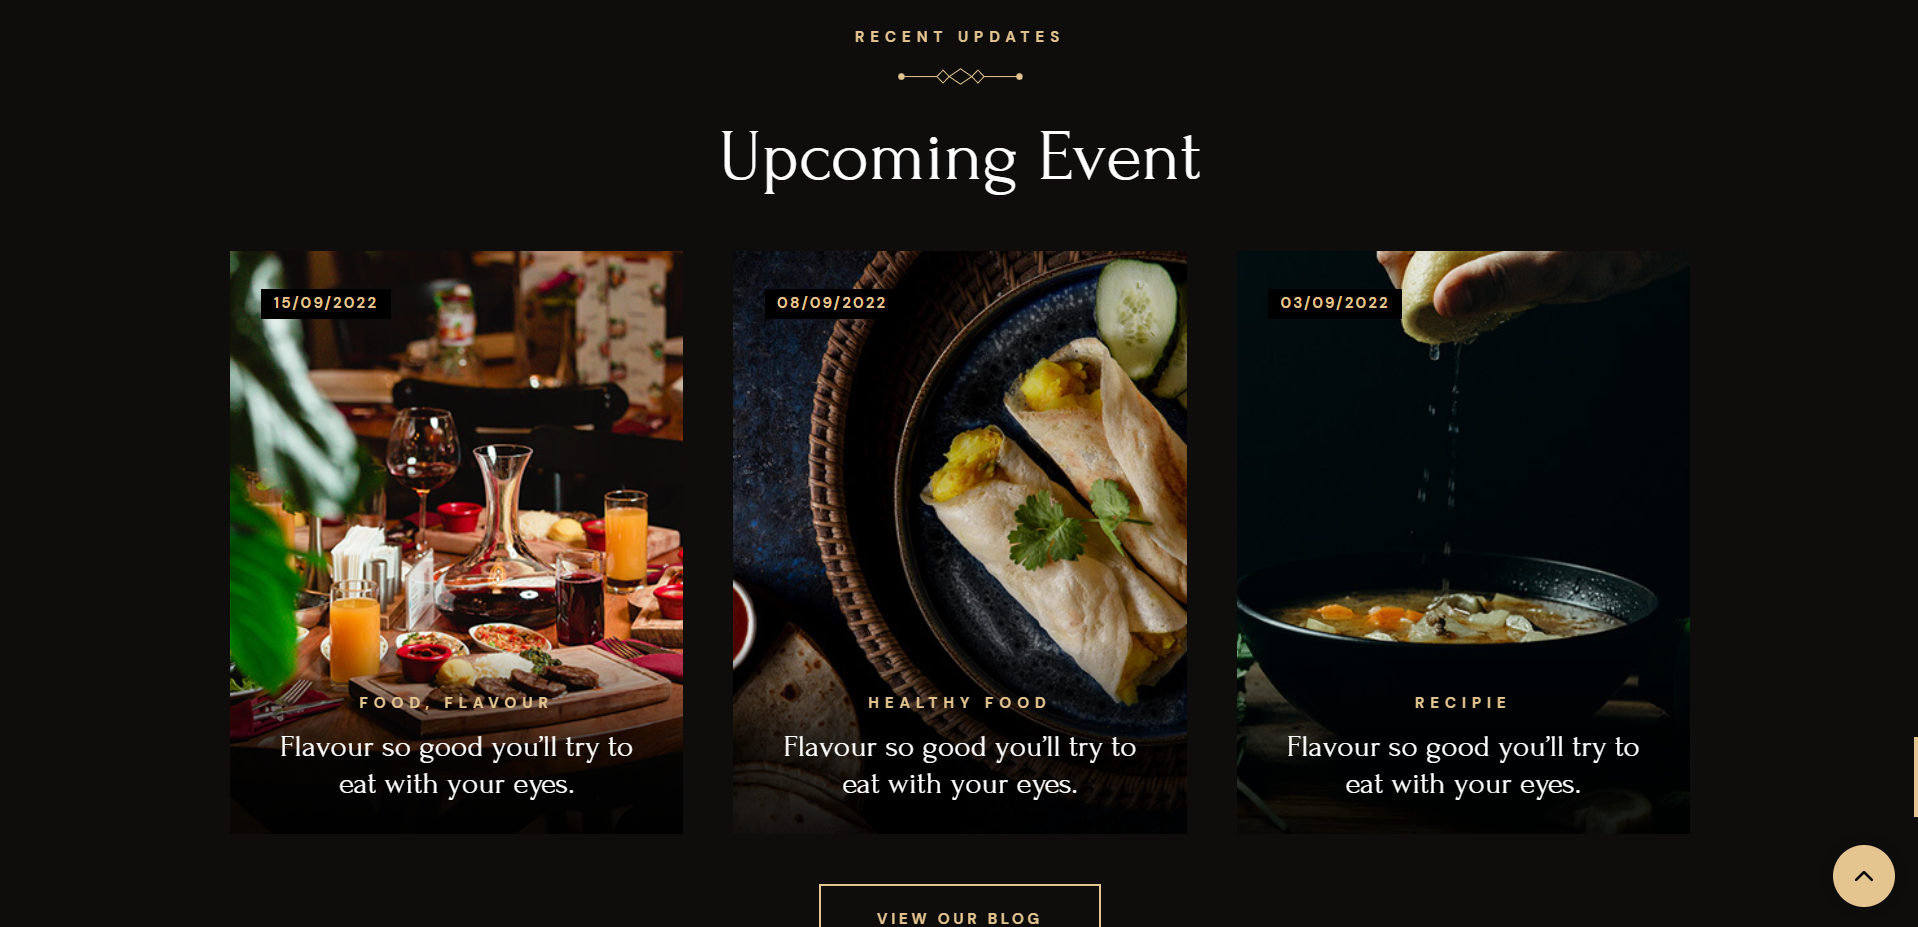 RECENT UPDATES
Upcoming Event
15/09/2022
FOOD, FLAVOUR
Flavour so good you’ll try to
eat with your eyes.
08/09/2022
HEALTHY FOOD
Flavour so good you’ll try to
eat with your eyes.
03/09/2022
RECIPIE
Flavour so good you’ll try to
eat with your eyes.
VIEW OUR BLOG